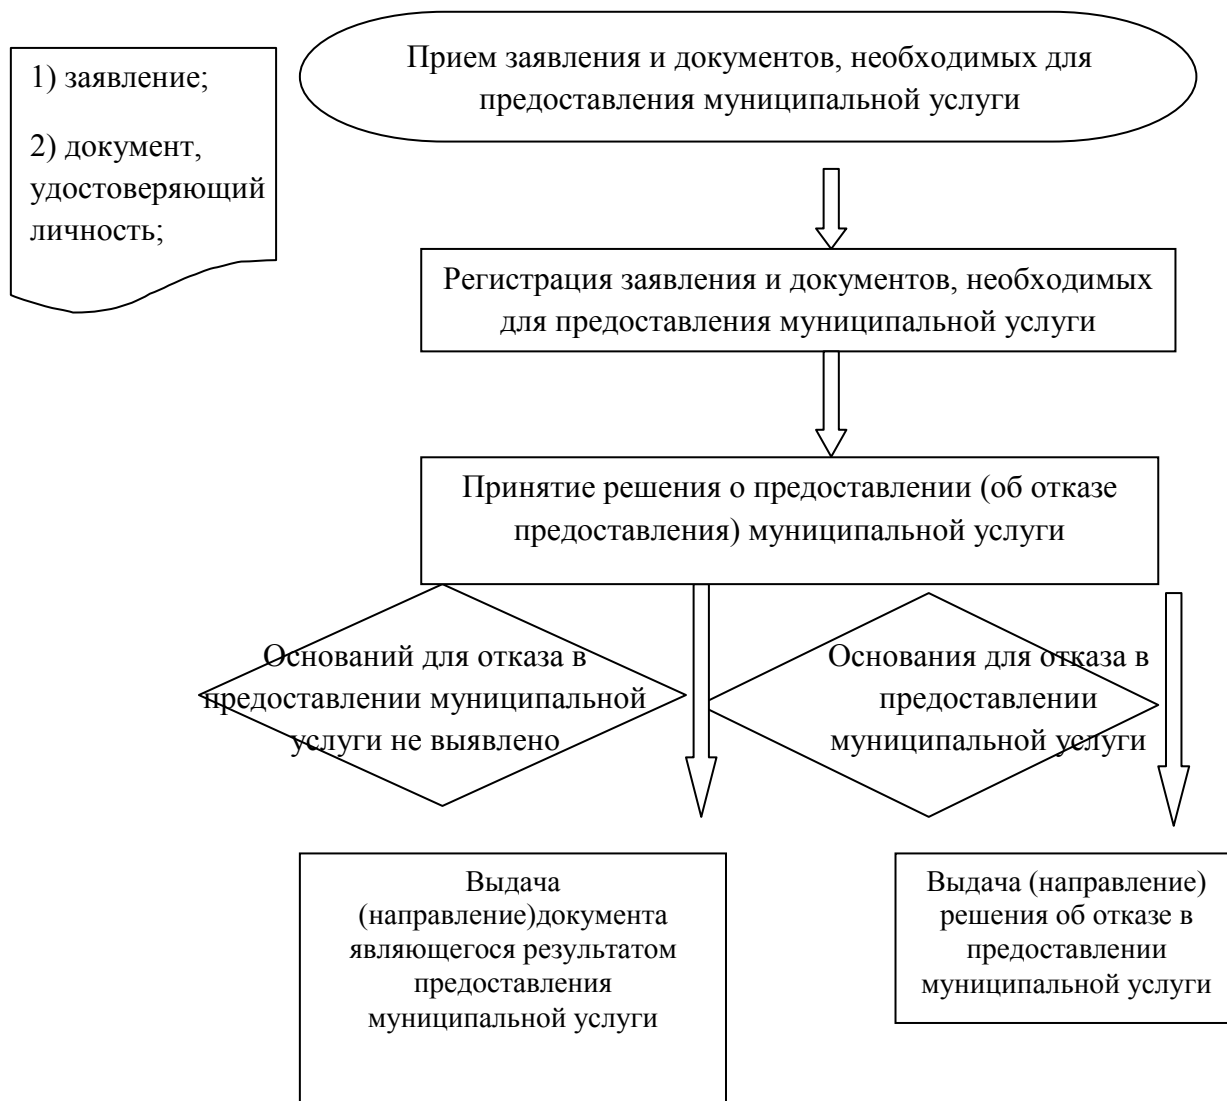 1) заявление;
2) документ,
удостоверяющий
личность;
Прием заявления и документов, необходимых для
предоставления муниципальной услуги
Регистрация заявления и документов, необходимых
для предоставления муниципальной услуги
Принятие решения о предоставлении (об отказе
предоставления) муниципальной услуги
Оснований для отказа в
предоставлении муниципальной
услуги не выявлено
Основания для отказа в
предоставлении
муниципальной услуги
Выдача
(направление)документа
являющегося результатом
предоставления
муниципальной услуги
Выдача (направление)
решения об отказе в
предоставлении
муниципальной услуги